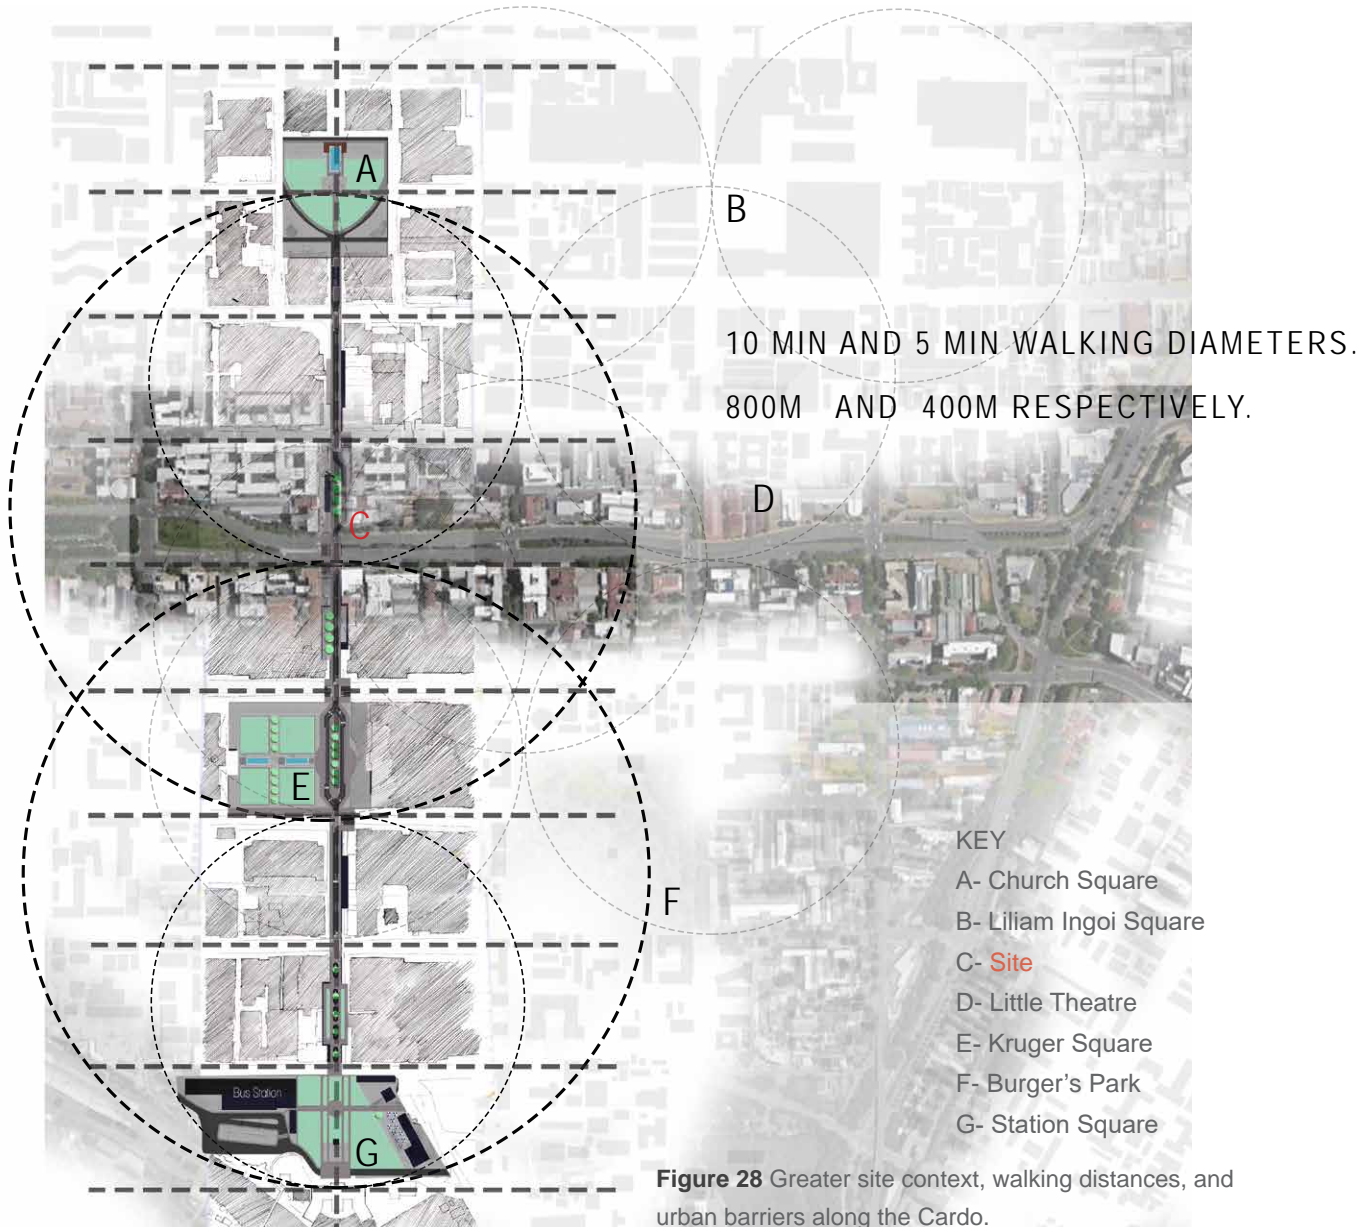 A
B
10 MIN AND 5 MIN WALKING DIAMETERS.
800M AND 400M RESPECTIVELY.
C
D
E
F
KEY
A- Church Square
B- Liliam Ingoi Square
C- Site
D- Little Theatre
E- Kruger Square
F- Burger's Park
G- Station Square
Bus Station
G
Figure 28 Greater site context, walking distances, and
urban barriers along the Cardo.